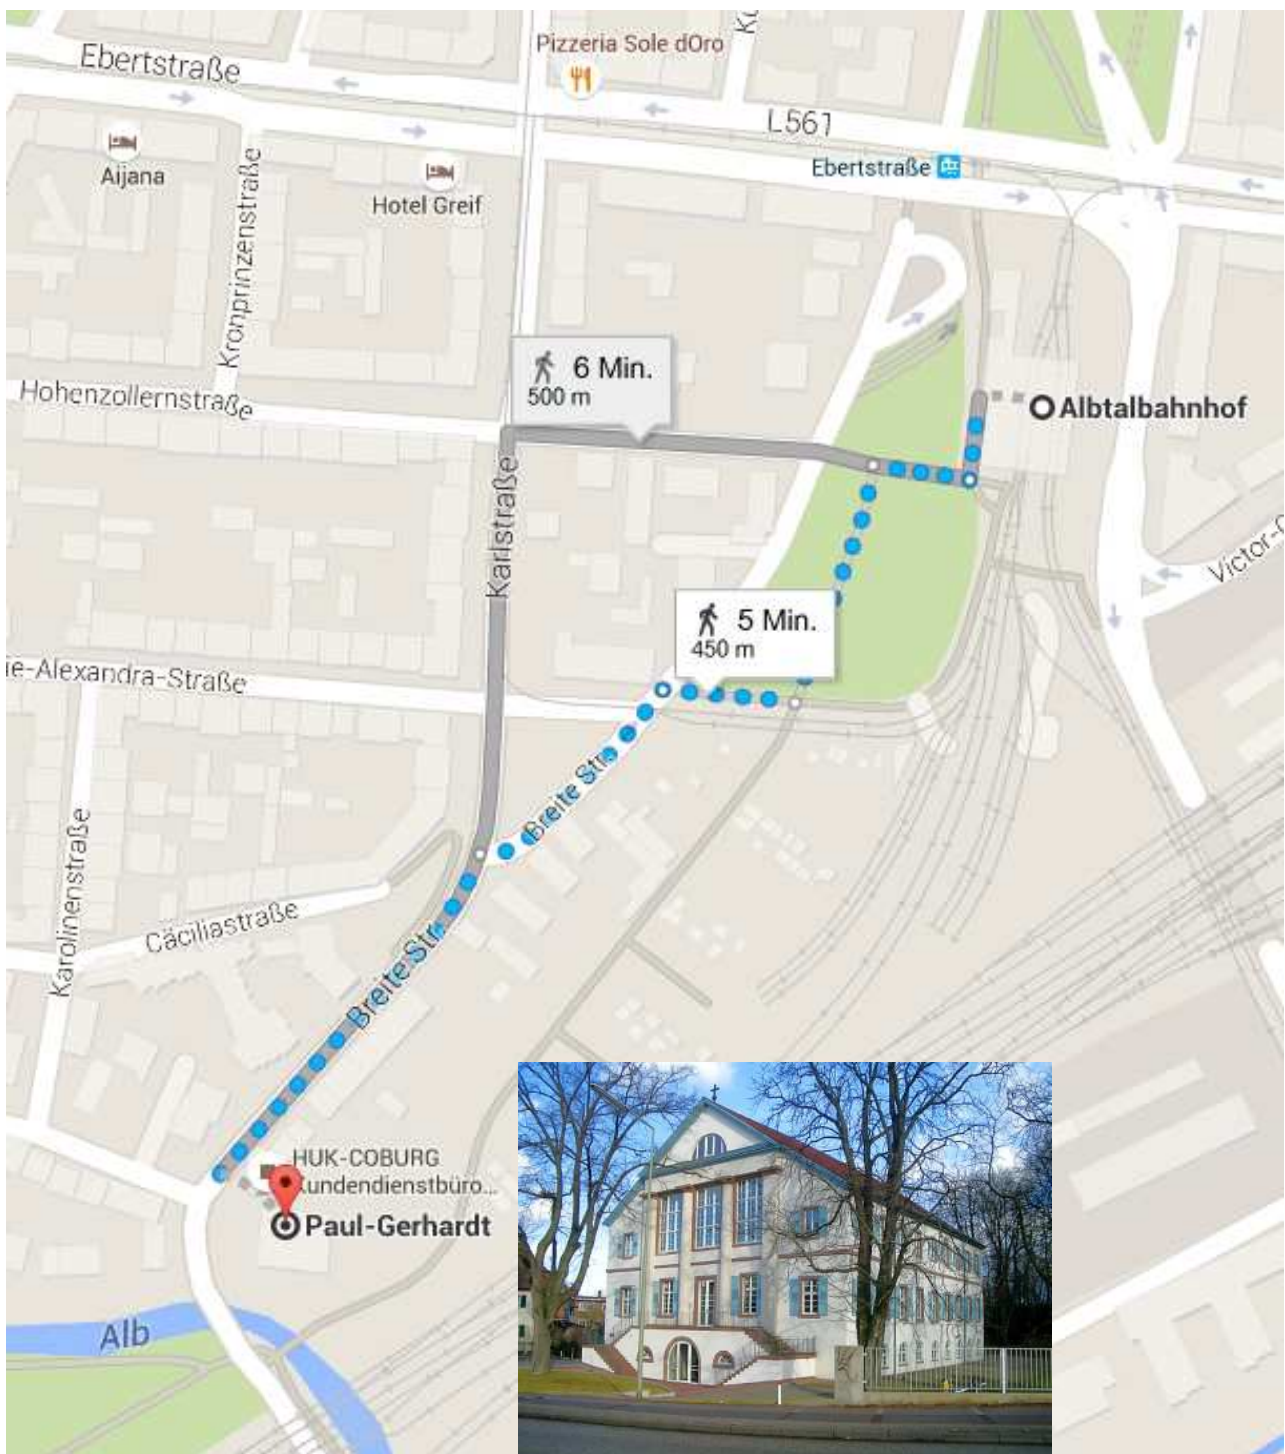 Pizzeria Sole dOro
Ebertstraße
L561
Aijana
Hotel Greif
Ebertstraße
Kronprinzenstraße
6 Min.
500 m
Hohenzollernstraße
Albtalbahnhof
Karlstraße
Victor-
5 Min.
450 m
ie-Alexandra-Straße
Breite Str
Karolinenstraße
Cäciliastraße
Breite Str
HUK-COBURG
Kundendienstbüro...
Paul-Gerhardt
Alb